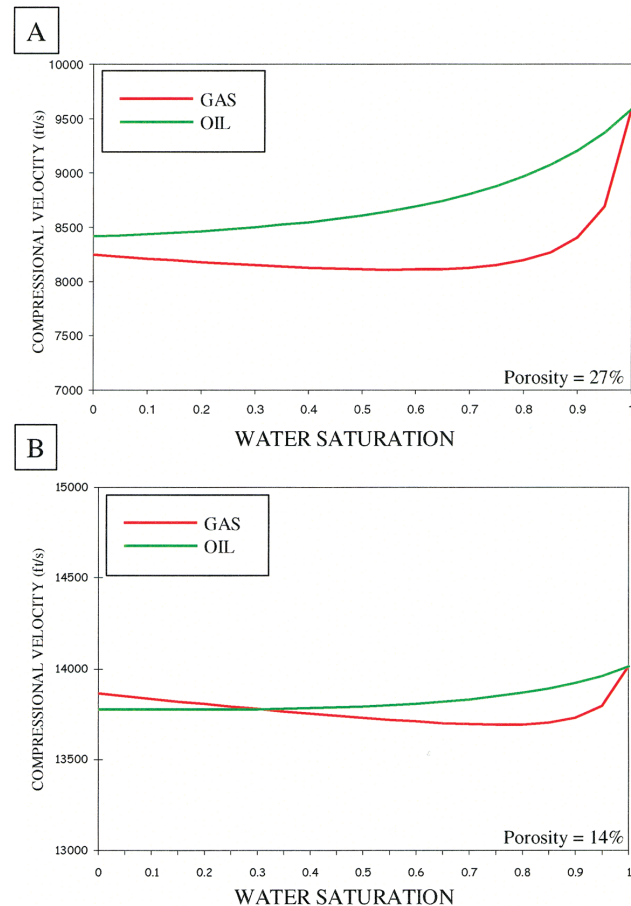 A
COMPRESSIONAL VELOCITY (ft/s)
10000
9500
9000
8500
8000
7500
7000
GAS
OIL
Porosity = 27%
0 0.1 0.2 0.3 0.4 0.5 0.6 0.7 0.8 0.9 1
WATER SATURATION
B
COMPRESSIONAL VELOCITY (ft/s)
15000
14500
14000
13500
13000
GAS
OIL
Porosity = 14%
0 0.1 0.2 0.3 0.4 0.5 0.6 0.7 0.8 0.9 1
WATER SATURATION